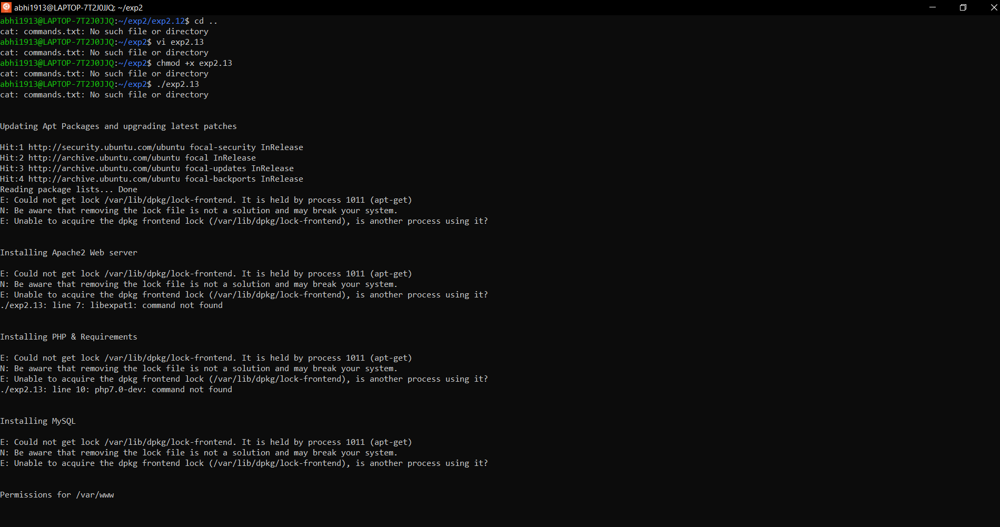 abhi1913@LAPTOP-7T2J0JJQ: ~/exp2
abhi1913@LAPTOP-7T2J0JJQ:~/exp2/exp2.12$ cd ..
cat: commands.txt: No such file or directory
abhi1913@LAPTOP-7T2J0JJQ:~/exp2$ vi exp2.13
cat: commands.txt: No such file or directory
abhi1913@LAPTOP-7T2J0JJQ:~/exp2$ chmod +x exp2.13
cat: commands.txt: No such file or directory
abhi1913@LAPTOP-7T2J0JJQ:~/exp2$ ./exp2.13
cat: commands.txt: No such file or directory
Updating Apt Packages and upgrading latest patches
Hit:1 http://security.ubuntu.com/ubuntu focal-security InRelease
Hit:2 http://archive.ubuntu.com/ubuntu focal InRelease
Hit:3 http://archive.ubuntu.com/ubuntu focal-updates InRelease
Hit:4 http://archive.ubuntu.com/ubuntu focal-backports InRelease
Reading package lists... Done
E: Could not get lock /var/lib/dpkg/lock-frontend. It is held by process 1011 (apt-get)
N: Be aware that removing the lock file is not a solution and may break your system.
E: Unable to acquire the dpkg frontend lock (/var/lib/dpkg/lock-frontend), is another process using it?
Installing Apache2 Web server
E: Could not get lock /var/lib/dpkg/lock-frontend. It is held by process 1011 (apt-get)
N: Be aware that removing the lock file is not a solution and may break your system.
E: Unable to acquire the dpkg frontend lock (/var/lib/dpkg/lock-frontend), is another process using it?
./exp2.13: line 7: libexpat1: command not found
Installing PHP & Requirements
E: Could not get lock /var/lib/dpkg/lock-frontend. It is held by process 1011 (apt-get)
N: Be aware that removing the lock file is not a solution and may break your system.
E: Unable to acquire the dpkg frontend lock (/var/lib/dpkg/lock-frontend), is another process using it?
./exp2.13: line 10: php7.0-dev: command not found
Installing MySQL
E: Could not get lock /var/lib/dpkg/lock-frontend. It is held by process 1011 (apt-get)
N: Be aware that removing the lock file is not a solution and may break your system.
E: Unable to acquire the dpkg frontend lock (/var/lib/dpkg/lock-frontend), is another process using it?
Permissions for /var/www